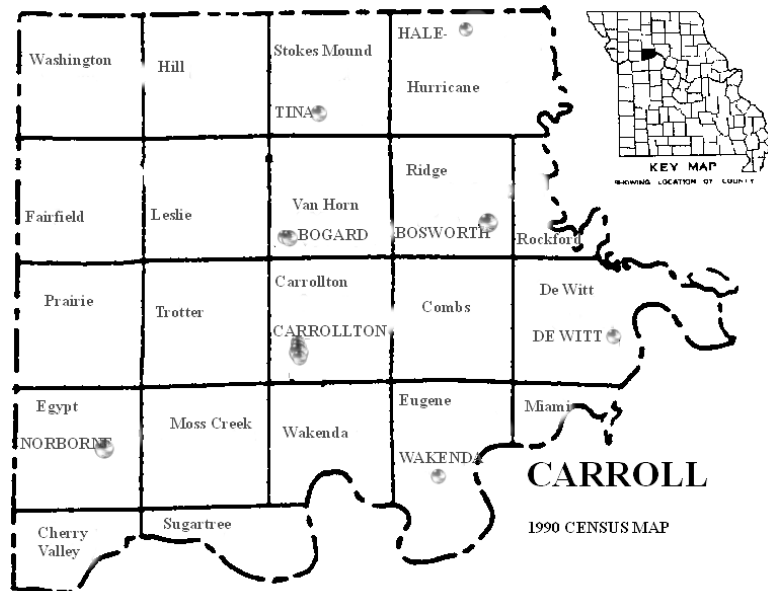 HALE-
Stokes Mound
Washington
Hill
Hurricane
TINA
KEY MAP
SHOWING LOCATION OF COUNTY
Ridge
Van Horn
Fairfield
Leslie
BOGARD
BOSWORTH
Rockford
Carrollton
De Witt
Prairie
Trotter
Combs
CARROLLTON
DE WITT
Egypt
Eugene
Miami
Moss Creek
Wakenda
NORBORNE
WAKENDA
CARROLL
Sugartree
1990 CENSUS MAP
Cherry
Valley